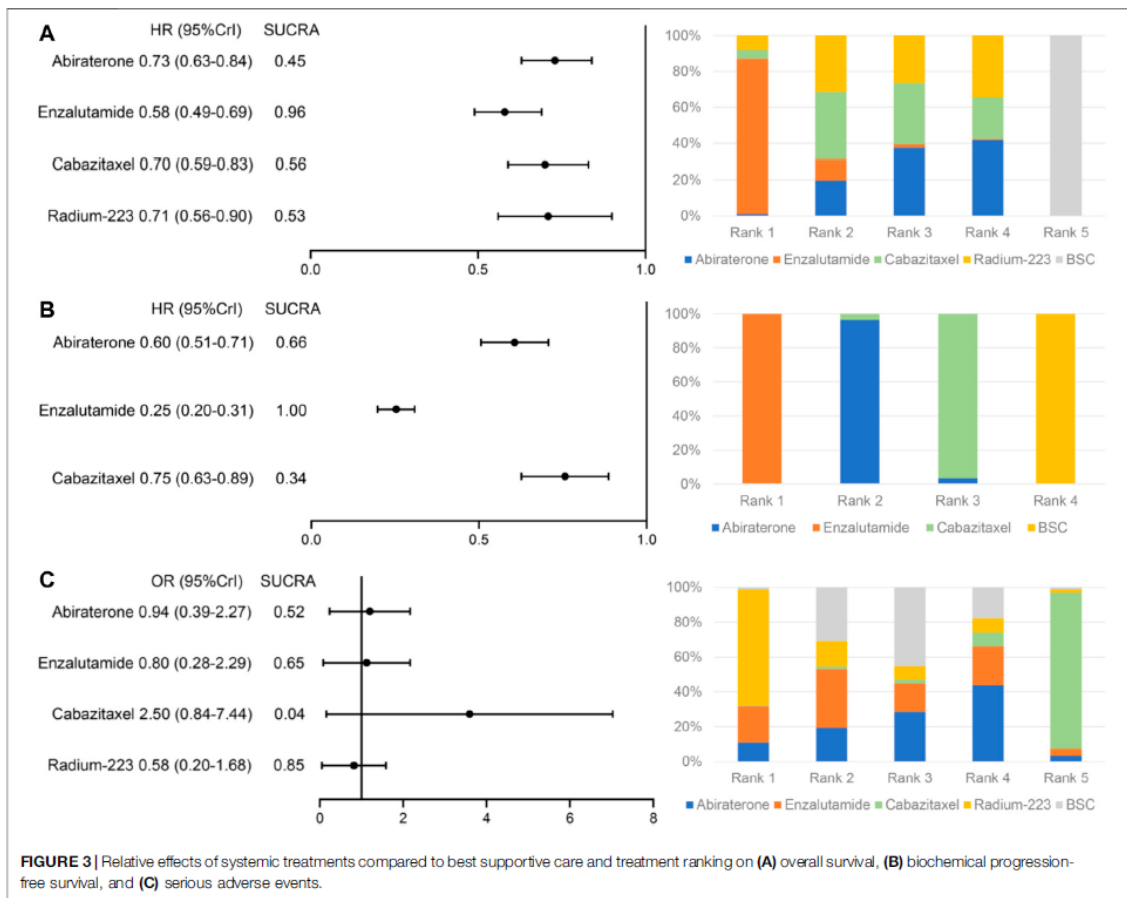 A
HR (95%CrI) SUCRA
Abiraterone 0.73 (0.63-0.84) 0.45
Enzalutamide 0.58 (0.49-0.69) 0.96
Cabazitaxel 0.70 (0.59-0.83) 0.56
Radium-223 0.71 (0.56-0.90) 0.53
0.0 0.5 1.0
100%
80%
60%
40%
20%
0%
Rank 1 Rank 2 Rank 3 Rank 4 Rank 5
Abiraterone Enzalutamide Cabazitaxel Radium-223 BSC
B
HR (95%CrI) SUCRA
Abiraterone 0.60 (0.51-0.71) 0.66
Enzalutamide 0.25 (0.20-0.31) 1.00
Cabazitaxel 0.75 (0.63-0.89) 0.34
0.0 0.5 1.0
100%
80%
60%
40%
20%
0%
Rank 1 Rank 2 Rank 3 Rank 4
Abiraterone Enzalutamide Cabazitaxel BSC
C
OR (95%CrI) SUCRA
Abiraterone 0.94 (0.39-2.27) 0.52
Enzalutamide 0.80 (0.28-2.29) 0.65
Cabazitaxel 2.50 (0.84-7.44) 0.04
Radium-223 0.58 (0.20-1.68) 0.85
0 2 4 6 8
100%
80%
60%
40%
20%
0%
Rank 1 Rank 2 Rank 3 Rank 4 Rank 5
Abiraterone Enzalutamide Cabazitaxel Radium-223 BSC
FIGURE 3 | Relative effects of systemic treatments compared to best supportive care and treatment ranking on (A) overall survival, (B) biochemical progression-
free survival, and (C) serious adverse events.